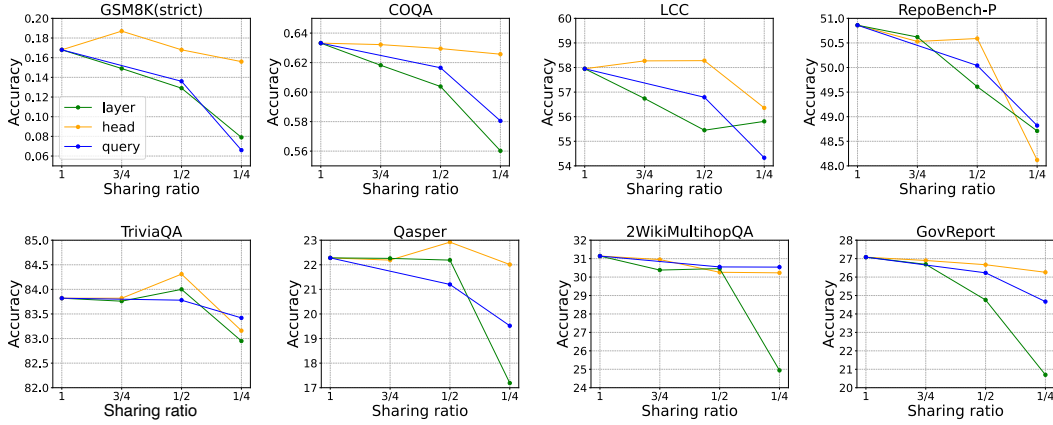 GSM8K(strict)
0.20
0.18
0.16
0.14
0.12
0.10
0.08
0.06
Accuracy
layer
head
query
1 3/4 1/2 1/4
Sharing ratio
COQA
0.64
0.62
0.60
0.58
0.56
Accuracy
1 3/4 1/2 1/4
Sharing ratio
LCC
60
59
58
57
56
55
54
Accuracy
1 3/4 1/2 1/4
Sharing ratio
RepoBench-P
51.0
50.5
50.0
49.5
49.0
48.5
48.0
Accuracy
1 3/4 1/2 1/4
Sharing ratio
TriviaQA
85.0
84.5
84.0
83.5
83.0
82.5
82.0
Accuracy
1 3/4 1/2 1/4
Sharing ratio
Qasper
23
22
21
20
19
18
17
Accuracy
1 3/4 1/2 1/4
Sharing ratio
2WikiMultihopQA
32
31
30
29
28
27
26
25
24
Accuracy
1 3/4 1/2 1/4
Sharing ratio
GovReport
28
27
26
25
24
23
22
21
20
Accuracy
1 3/4 1/2 1/4
Sharing ratio